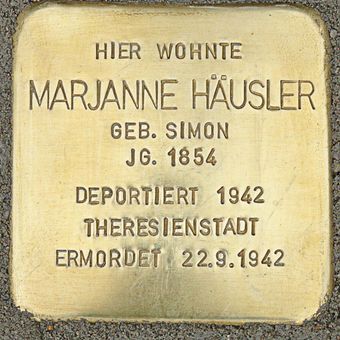 HIER WOHNTE
MARJANNE HÄUSLER
GEB. SIMON
JG. 1854
DEPORTIERT 1942
THERESIENSTADT
ERMORDET 22.9.1942